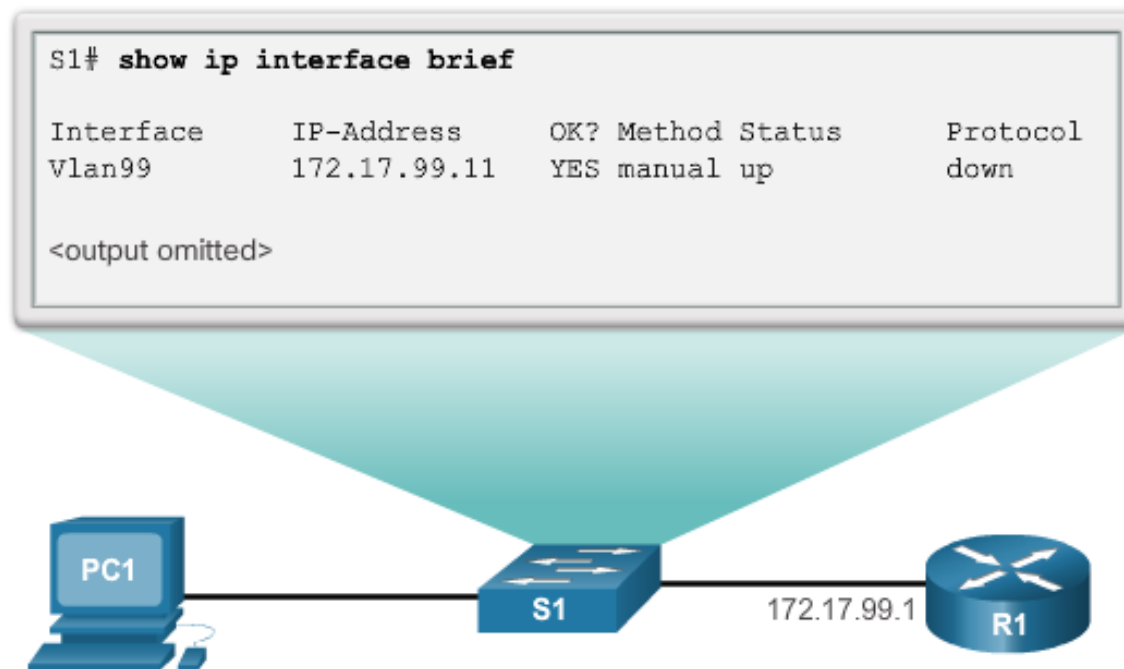 S1# show ip interface brief
Interface IP-Address OK? Method Status Protocol
Vlan99 172.17.99.11 YES manual up down
<output omitted>
PC1
S1
172.17.99.1
R1